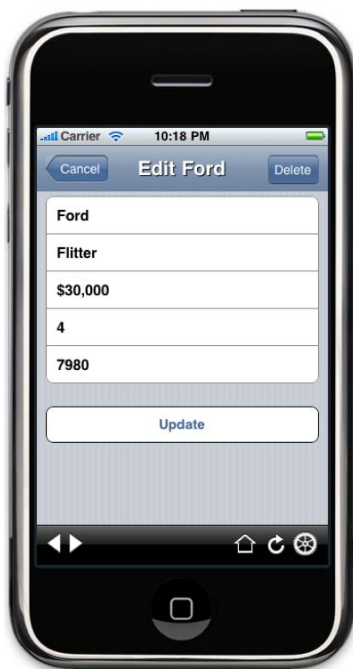 Carrier 10:18 PM
Cancel Edit Ford Delete
Ford
Flitter
$30,000
4
7980
Update